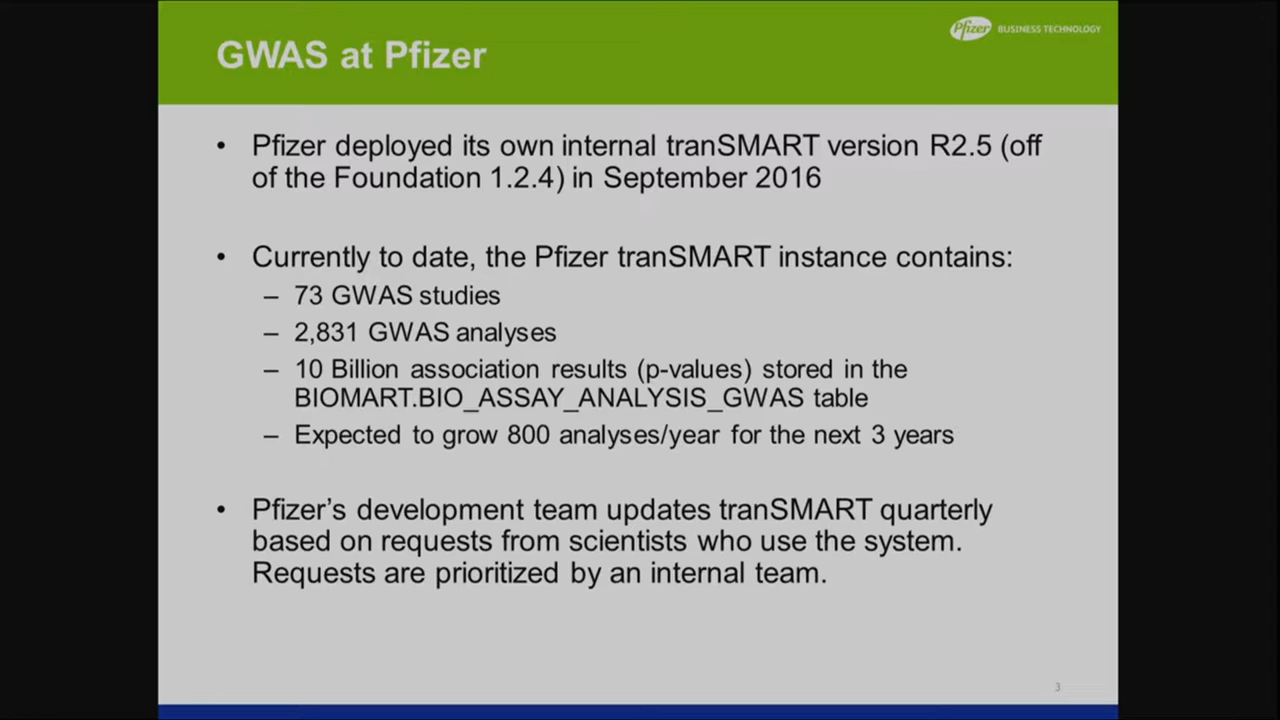 Pfizer BUSINESS TECHNOLOGY
GWAS at Pfizer
• Pfizer deployed its own internal tranSMART version R2.5 (off
of the Foundation 1.2.4) in September 2016
• Currently to date, the Pfizer tranSMART instance contains:
– 73 GWAS studies
– 2,831 GWAS analyses
– 10 Billion association results (p-values) stored in the
BIOMART.BIO_ASSAY_ANALYSIS_GWAS table
– Expected to grow 800 analyses/year for the next 3 years
• Pfizer’s development team updates tranSMART quarterly
based on requests from scientists who use the system.
Requests are prioritized by an internal team.
3